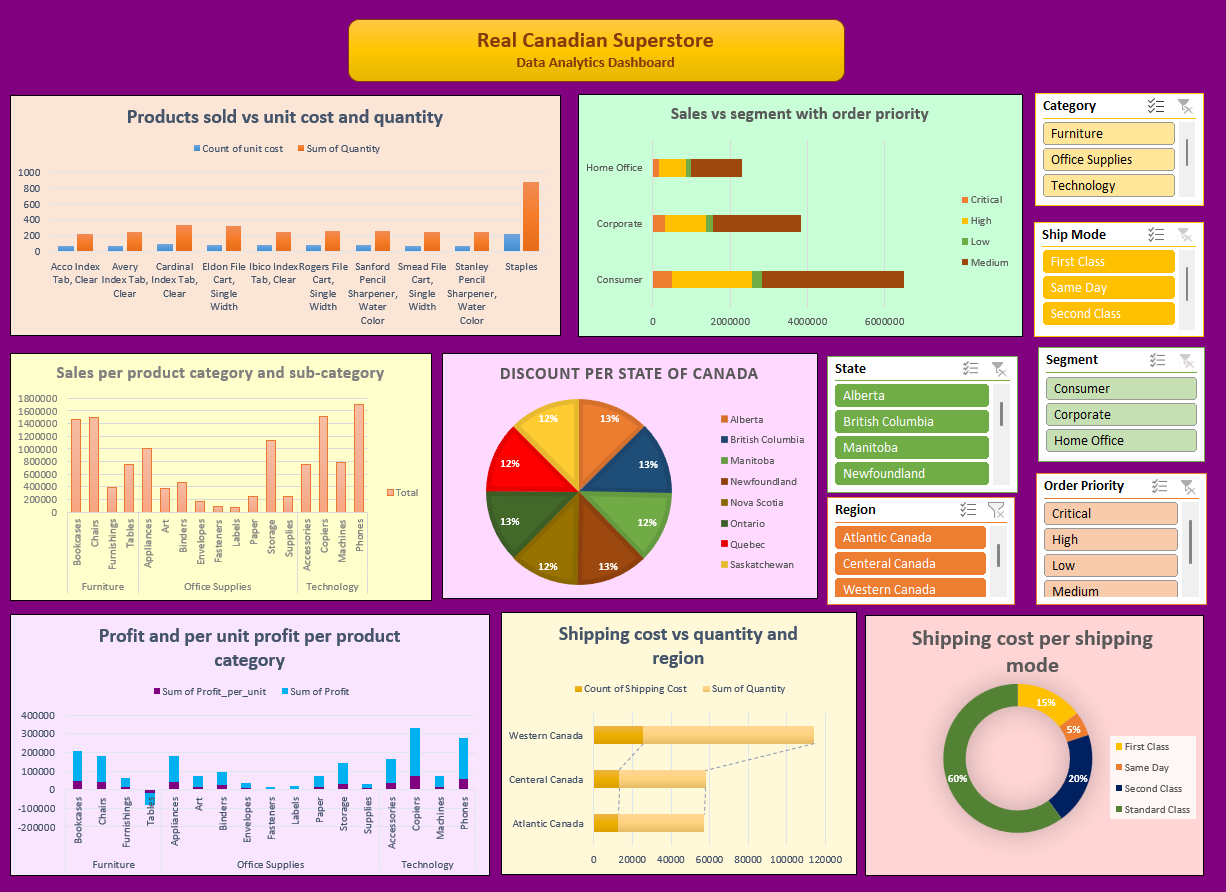 Real Canadian Superstore
Data Analytics Dashboard
Products sold vs unit cost and quantity
Count of unit cost
Sum of Quantity
1000
800
600
400
200
0
Acco Index Tab, Clear
Avery Index Tab, Clear
Cardinal Index Tab, Clear
Eldon File Cart, Single Width
Ibico Index Tab, Clear
Rogers File Cart, Single Width
Sanford Pencil Sharpener, Water Color
Smead File Cart, Single Width
Stanley Pencil Sharpener, Water Color
Staples
Sales vs segment with order priority
Home Office
Corporate
Consumer
0
2000000
4000000
6000000
Critical
High
Low
Medium
Category
Furniture
Office Supplies
Technology
Ship Mode
First Class
Same Day
Second Class
Sales per product category and sub-category
1800000
1600000
1400000
1200000
1000000
800000
600000
400000
200000
0
Bookcases
Chairs
Furnishings
Tables
Appliances
Art
Binders
Envelopes
Fasteners
Labels
Paper
Storage
Supplies
Accessories
Copiers
Machines
Phones
Furniture
Office Supplies
Technology
Total
DISCOUNT PER STATE OF CANADA
12%
13%
12%
13%
13%
12%
12%
13%
Alberta
British Columbia
Manitoba
Newfoundland
Nova Scotia
Ontario
Quebec
Saskatchewan
State
Alberta
British Columbia
Manitoba
Newfoundland
Segment
Consumer
Corporate
Home Office
Region
Atlantic Canada
Centeral Canada
Western Canada
Order Priority
Critical
High
Low
Medium
Profit and per unit profit per product
category
Sum of Profit_per_unit
Sum of Profit
400000
300000
200000
100000
0
-100000
-200000
Bookcases
Chairs
Furnishings
Tables
Appliances
Art
Binders
Envelopes
Fasteners
Labels
Paper
Storage
Supplies
Accessories
Copiers
Machines
Phones
Furniture
Office Supplies
Technology
Shipping cost vs quantity and
region
Count of Shipping Cost
Sum of Quantity
Western Canada
Centeral Canada
Atlantic Canada
0
20000
40000
60000
80000
100000
120000
Shipping cost per shipping
mode
15%
5%
20%
60%
First Class
Same Day
Second Class
Standard Class